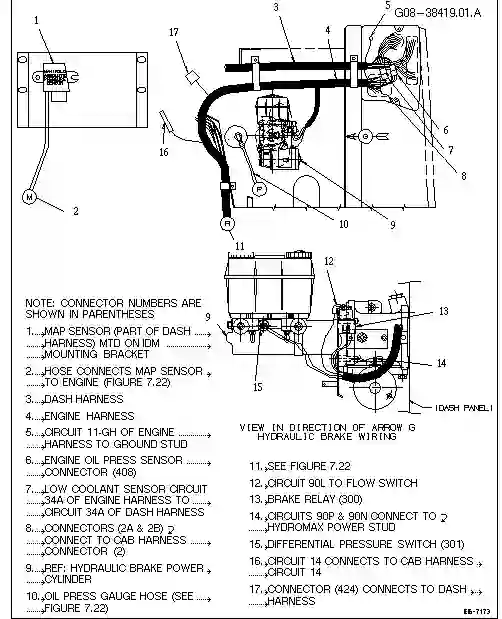 G08-38419.01.A
1
3
5
17
4
MANIFOLD
ABSOLUTE
PRESSURE
SENSOR
6
7
8
16
G
M
2
P
10
9
R
11
12
9
13
14
15
(DASH PANEL)
VIEW IN DIRECTION OF ARROW G
HYDRAULIC BRAKE WIRING
NOTE: CONNECTOR NUMBERS ARE
SHOWN IN PARENTHESES
1. MAP SENSOR (PART OF DASH
HARNESS) MTD ON IDM
MOUNTING BRACKET
2. HOSE CONNECTS MAP SENSOR
TO ENGINE (FIGURE 7.22)
3. DASH HARNESS
4. ENGINE HARNESS
5. CIRCUIT 11-GH OF ENGINE
HARNESS TO GROUND STUD
6. ENGINE OIL PRESS SENSOR
CONNECTOR (408)
7. LOW COOLANT SENSOR CIRCUIT
34A OF ENGINE HARNESS TO
CIRCUIT 34A OF DASH HARNESS
8. CONNECTORS (2A & 2B)
CONNECT TO CAB HARNESS
CONNECTOR (2)
9. REF: HYDRAULIC BRAKE POWER
CYLINDER
10. OIL PRESS GAUGE HOSE (SEE
FIGURE 7.22)
11. SEE FIGURE 7.22
12. CIRCUIT 90L TO FLOW SWITCH
13. BRAKE RELAY (300)
14. CIRCUITS 90P & 90N CONNECT TO
HYDROMAX POWER STUD
15. DIFFERENTIAL PRESSURE SWITCH (301)
16. CIRCUIT 14 CONNECTS TO CAB HARNESS
CIRCUIT 14
17. CONNECTOR (424) CONNECTS TO DASH
HARNESS
EG-7173